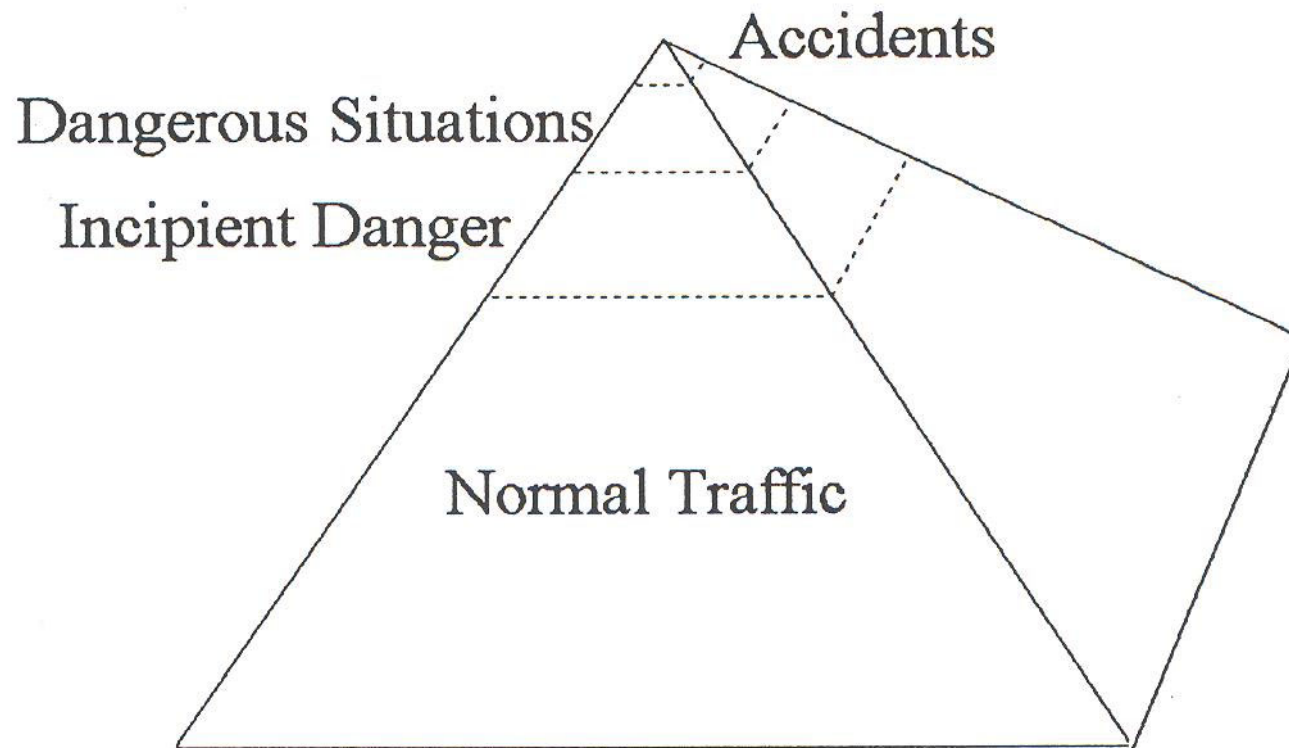 Accidents
Dangerous Situations
Incipient Danger
Normal Traffic